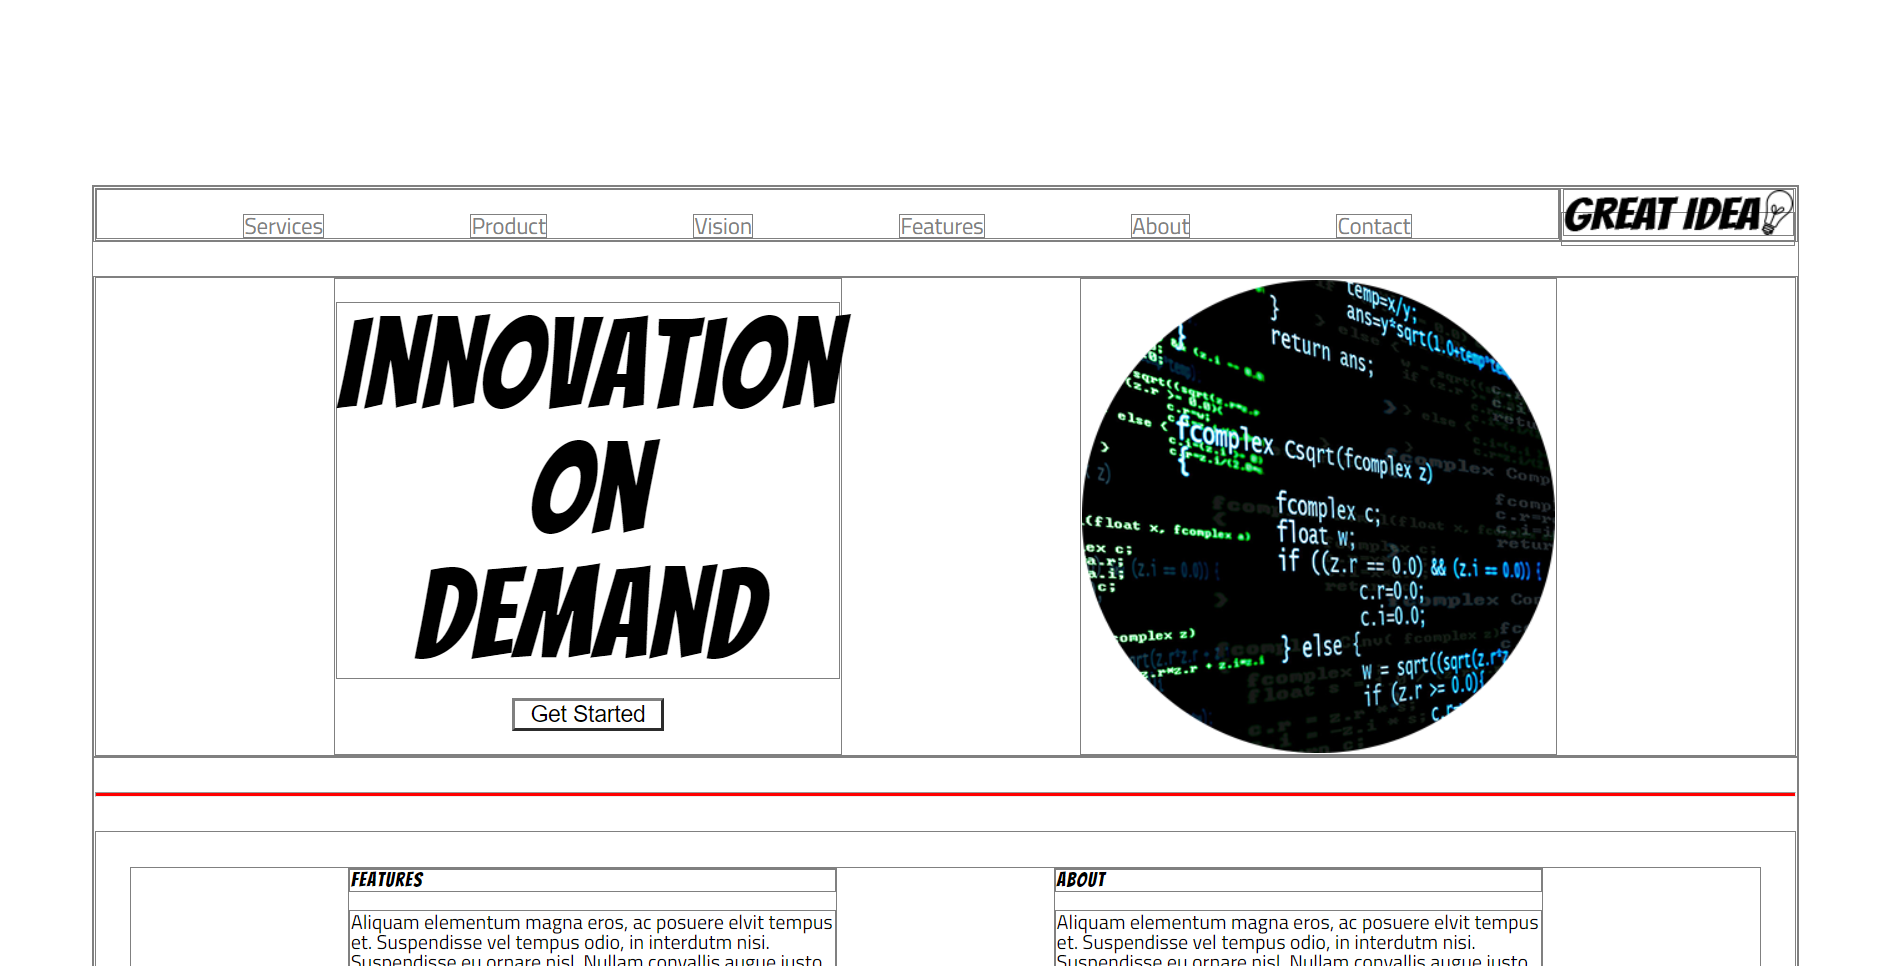 Services Product Vision Features About Contact GREAT IDEA
INNOVATION
ON
DEMAND
Get Started
temp=x/y;
ans=y*sqrt(1.0+temp*t
}
return ans;
fcomplex Csqrt(fcomplex z)
{
fcomplex c;
float w;
if ((z.r == 0.0) && (z.i == 0.0)) {
c.r=0.0;
c.i=0.0;
} else {
w = sqrt((sqrt(z.r*z
if (z.r >= 0.0){
c.r=
FEATURES
Aliquam elementum magna eros, ac posuere elvit tempus
et. Suspendisse vel tempus odio, in interdutm nisi.
Suspendisse eu ornare nisl. Nullam convallis augue justo,
ABOUT
Aliquam elementum magna eros, ac posuere elvit tempus
et. Suspendisse vel tempus odio, in interdutm nisi.
Suspendisse eu ornare nisl. Nullam convallis augue justo,